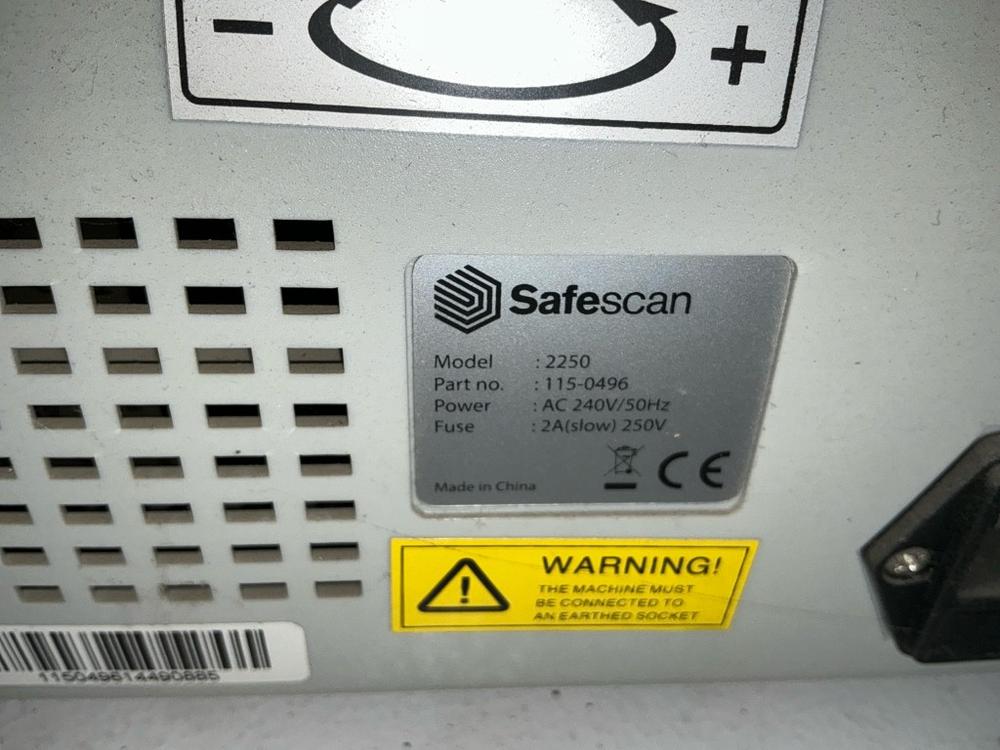 − +
Safescan
Model : 2250
Part no. : 115-0496
Power : AC 240V/50Hz
Fuse : 2A(slow) 250V
CE
Made in China
WARNING!
THE MACHINE MUST
BE CONNECTED TO
AN EARTHED SOCKET
115049614490885